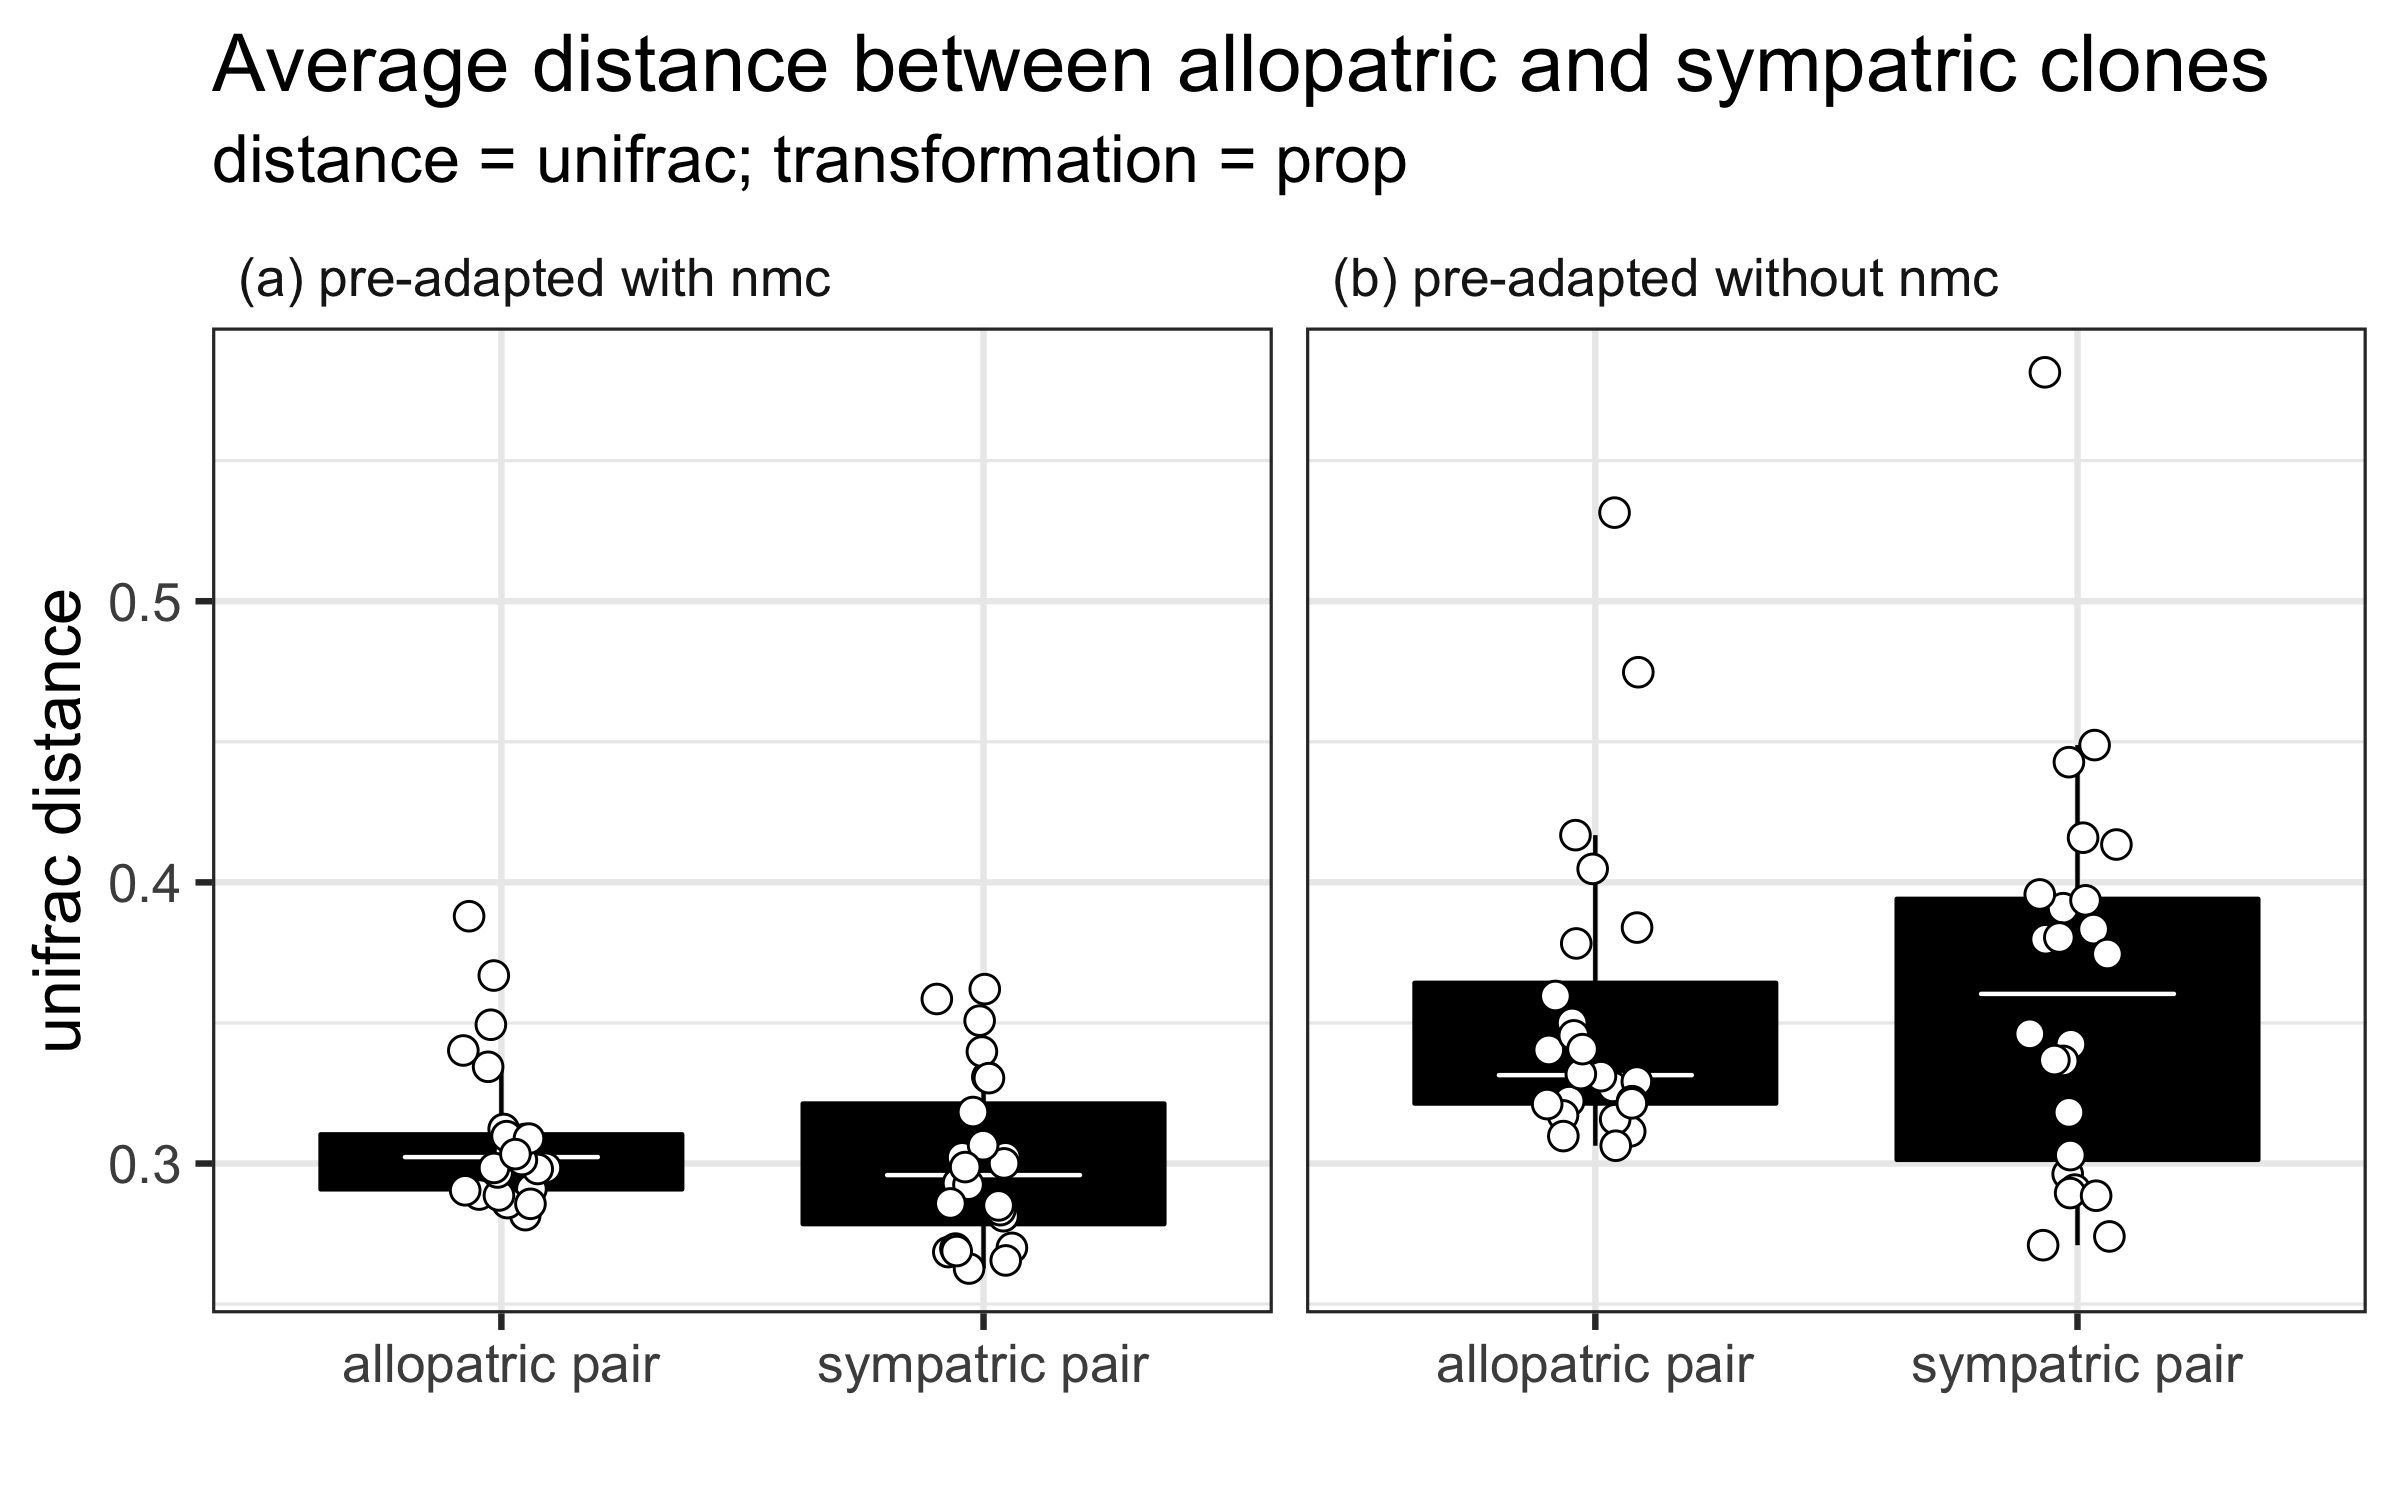 Average distance between allopatric and sympatric clones
distance = unifrac; transformation = prop
(a) pre-adapted with nmc
(b) pre-adapted without nmc
unifrac distance
0.5
0.4
0.3
allopatric pair
sympatric pair
allopatric pair
sympatric pair